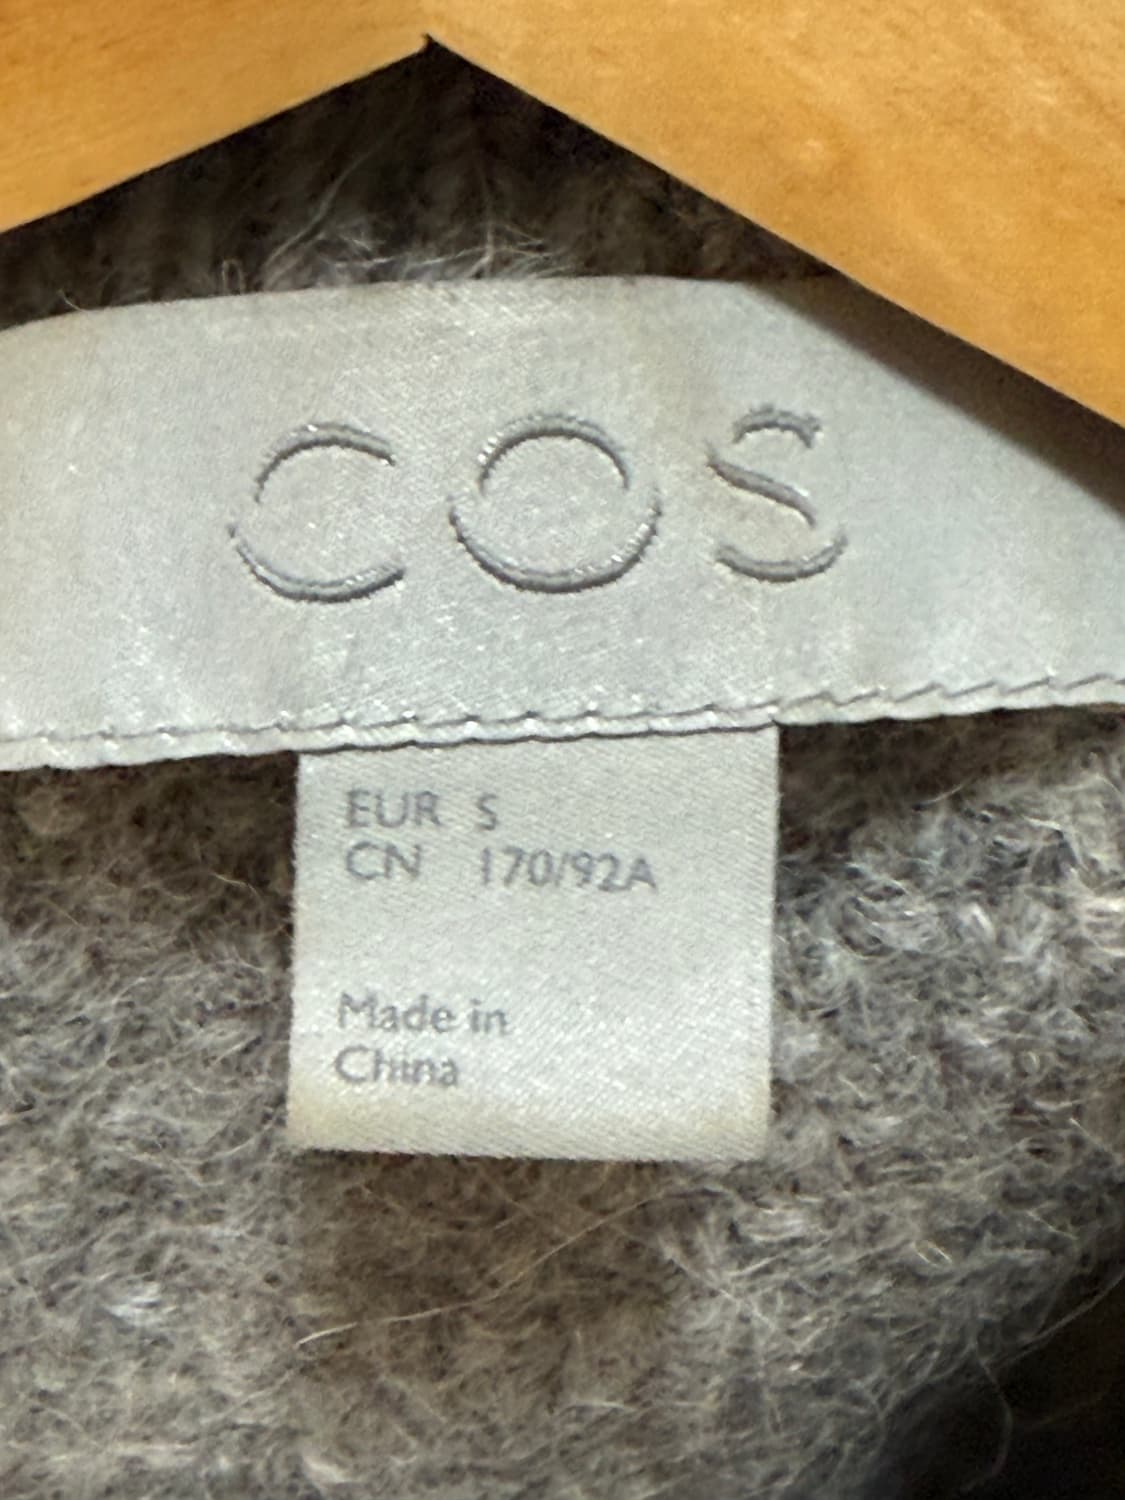 COS
EUR S
CN 170/92A
Made in
China